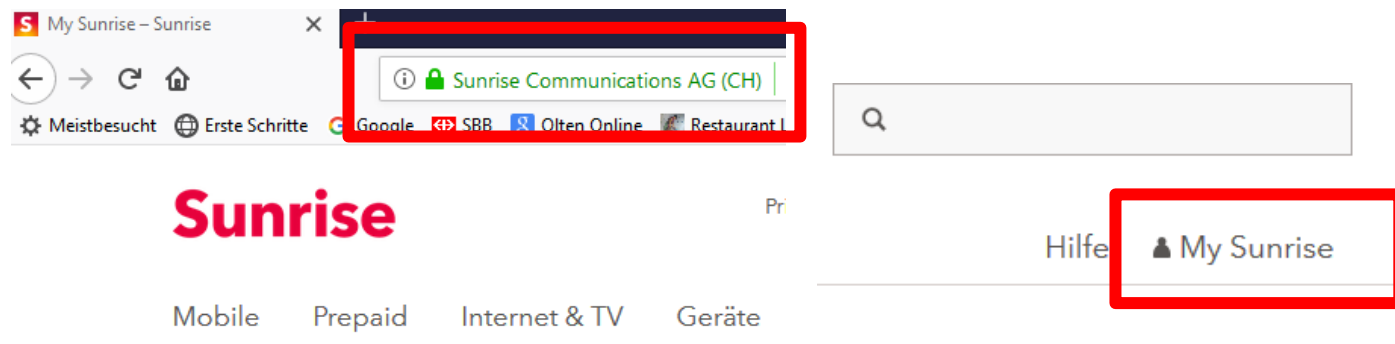 My Sunrise – Sunrise
Sunrise Communications AG (CH)
Meistbesucht Erste Schritte Google SBB Olten Online Restaurant L
Sunrise
Mobile Prepaid Internet & TV Geräte
Hilfe My Sunrise